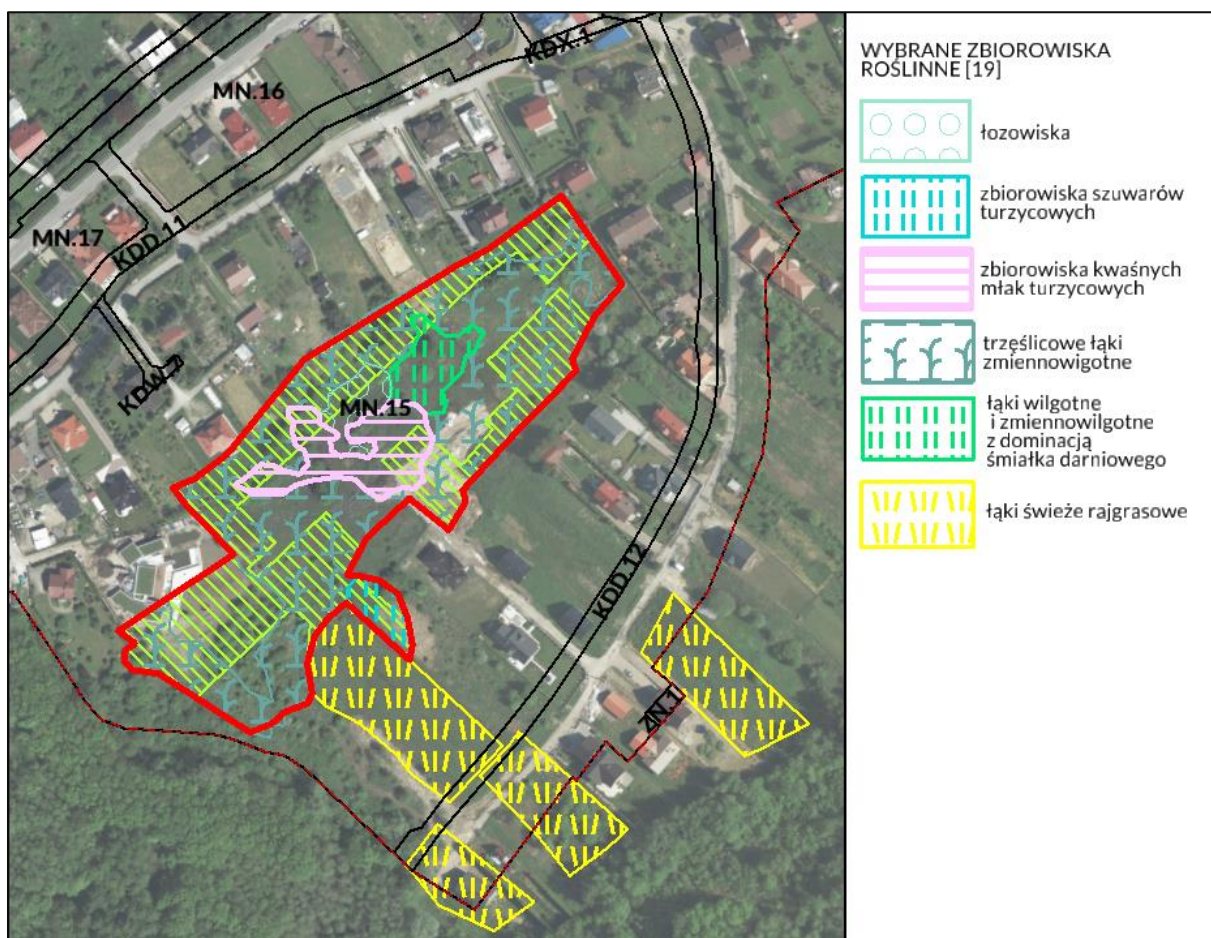 KDX.1
MN.16
MN.17
KDD.11
KDW.7
MN.15
KDD.12
ZN.1
WYBRANE ZBIOROWISKA
ROŚLINNE [19]
łozowiska
zbiorowiska szuwarów
turzycowych
zbiorowiska kwaśnych
młak turzycowych
trzęślicowe łąki
zmiennowigotne
łąki wilgotne
i zmiennowilgotne
z dominacją
śmiałka darniowego
łąki świeże rajgrasowe